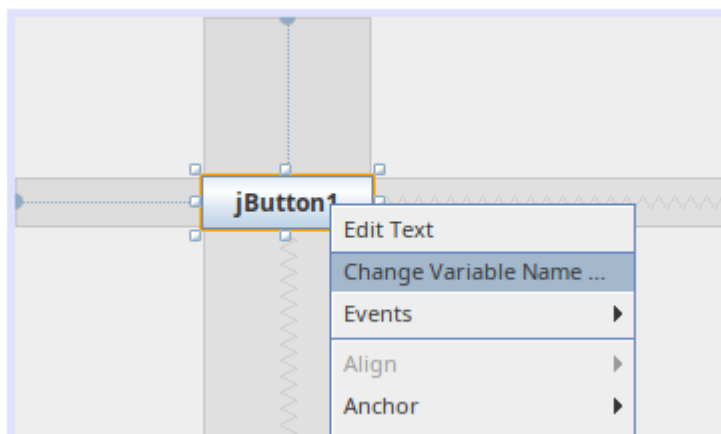 jButton1
Edit Text
Change Variable Name ...
Events
Align
Anchor